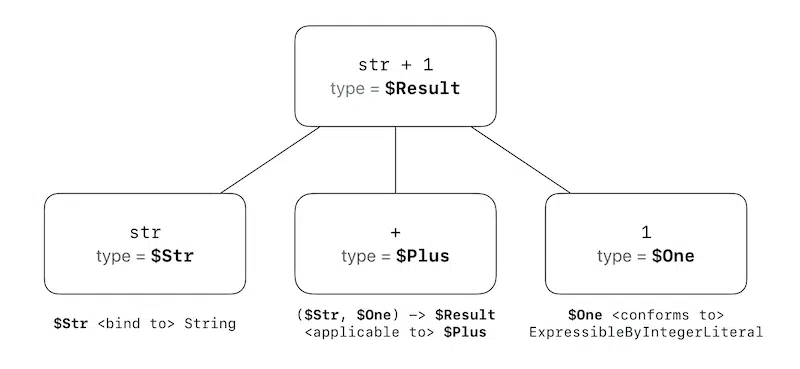 str + 1
type = $Result
str
type = $Str
+
type = $Plus
1
type = $One
$Str <bind to> String
($Str, $One) -> $Result
<applicable to> $Plus
$One <conforms to>
ExpressibleByIntegerLiteral